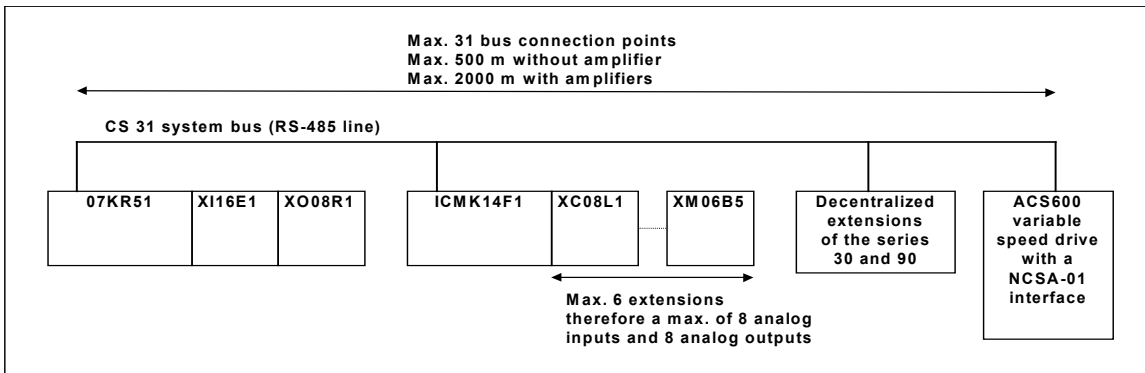 Max. 31 bus connection points
Max. 500 m without amplifier
Max. 2000 m with amplifiers
CS 31 system bus (RS-485 line)
07KR51
XI16E1
XO08R1
ICMK14F1
XC08L1
XM06B5
Decentralized
extensions
of the series
30 and 90
ACS600
variable
speed drive
with a
NCSA-01
interface
Max. 6 extensions
therefore a max. of 8 analog
inputs and 8 analog outputs